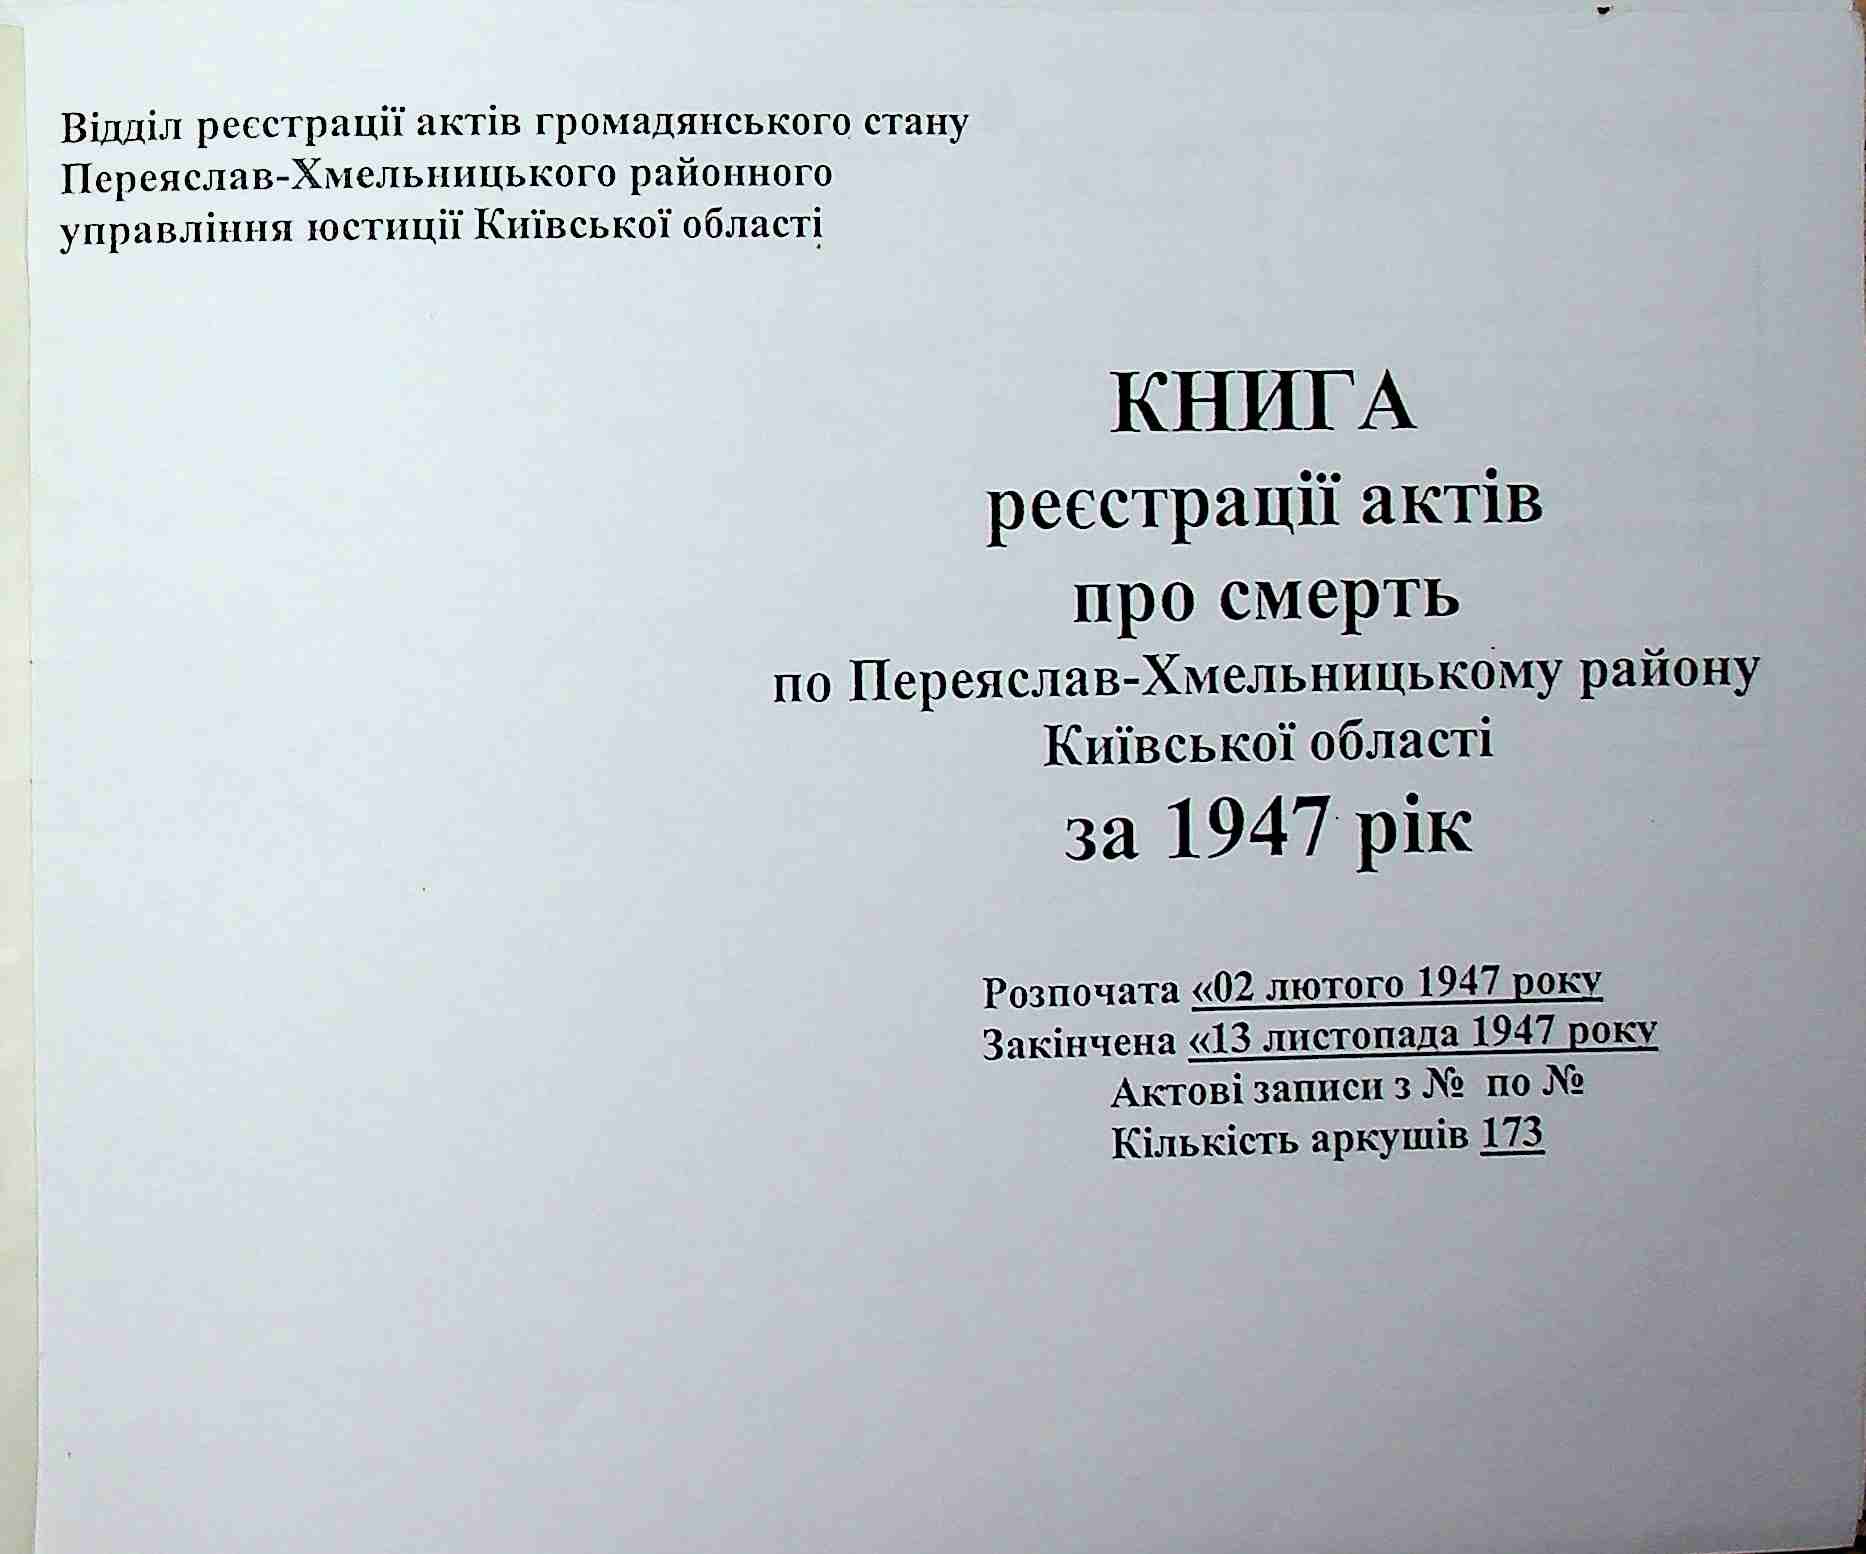 Відділ реєстрації актів громадянського стану
Переяслав-Хмельницького районного
управління юстиції Київської області
КНИГА
реєстрації актів
про смерть
по Переяслав-Хмельницькому району
Київської області
за 1947 рік
Розпочата «02 лютого 1947 року
Закінчена «13 листопада 1947 року
Актові записи з № по №
Кількість аркушів 173